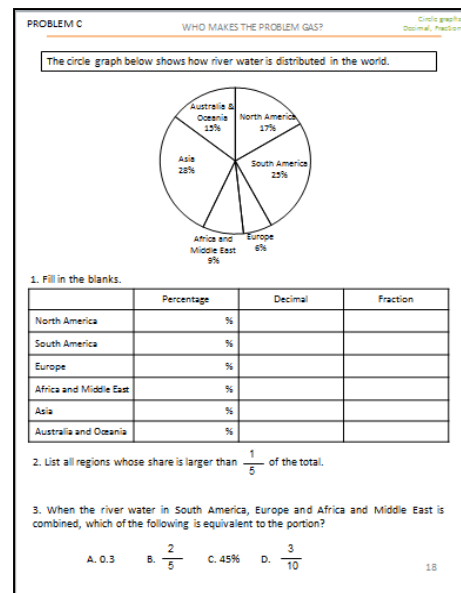 PROBLEM C
WHO MAKES THE PROBLEM GAS?
Circle graphs
Decimal, Fraction
The circle graph below shows how river water is distributed in the world.
Australia &
Oceania
15%
North America
17%
Asia
28%
South America
25%
Africa and
Middle East
9%
Europe
6%
1. Fill in the blanks.
Percentage Decimal Fraction
North America %
South America %
Europe %
Africa and Middle East %
Asia %
Australia and Oceania %
2. List all regions whose share is larger than 1/5 of the total.
3. When the river water in South America, Europe and Africa and Middle East is
combined, which of the following is equivalent to the portion?
A. 0.3 B. 2/5 C. 45% D. 3/10
18